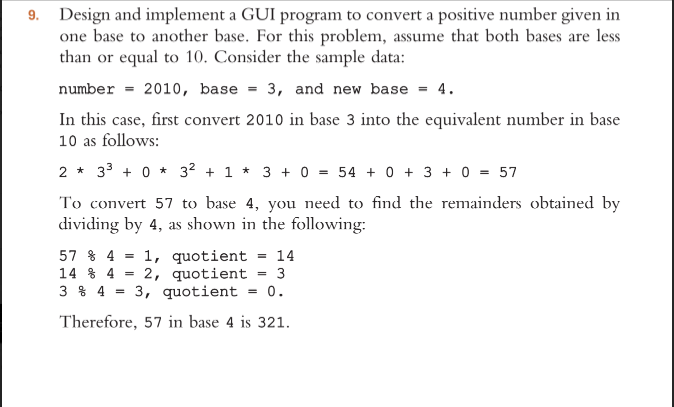 9. Design and implement a GUI program to convert a positive number given in
one base to another base. For this problem, assume that both bases are less
than or equal to 10. Consider the sample data:
number = 2010, base = 3, and new base = 4.
In this case, first convert 2010 in base 3 into the equivalent number in base
10 as follows:
2 * 3³ + 0 * 3² + 1 * 3 + 0 = 54 + 0 + 3 + 0 = 57
To convert 57 to base 4, you need to find the remainders obtained by
dividing by 4, as shown in the following:
57 % 4 = 1, quotient = 14
14 % 4 = 2, quotient = 3
3 % 4 = 3, quotient = 0.
Therefore, 57 in base 4 is 321.